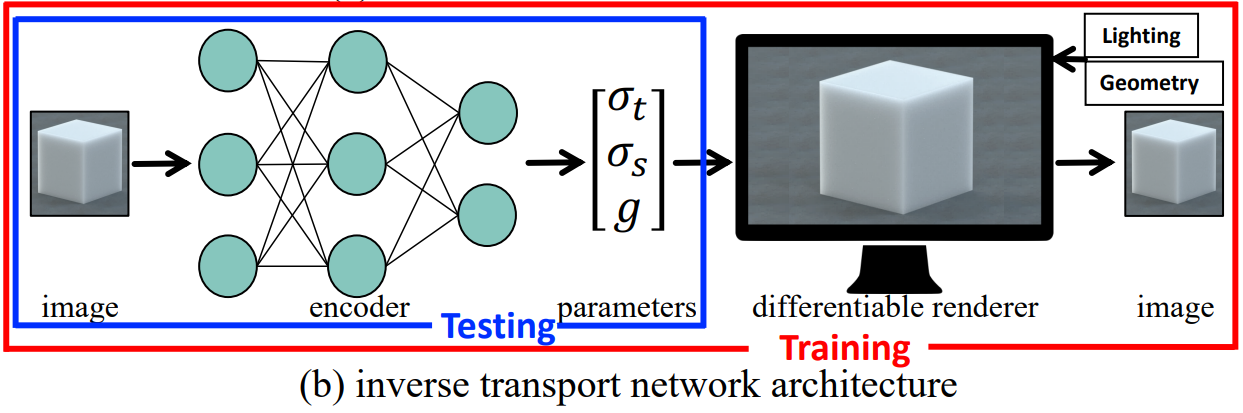 Lighting
Geometry
σt
σs
g
image
encoder
parameters
differentiable renderer
image
Testing
Training
(b) inverse transport network architecture